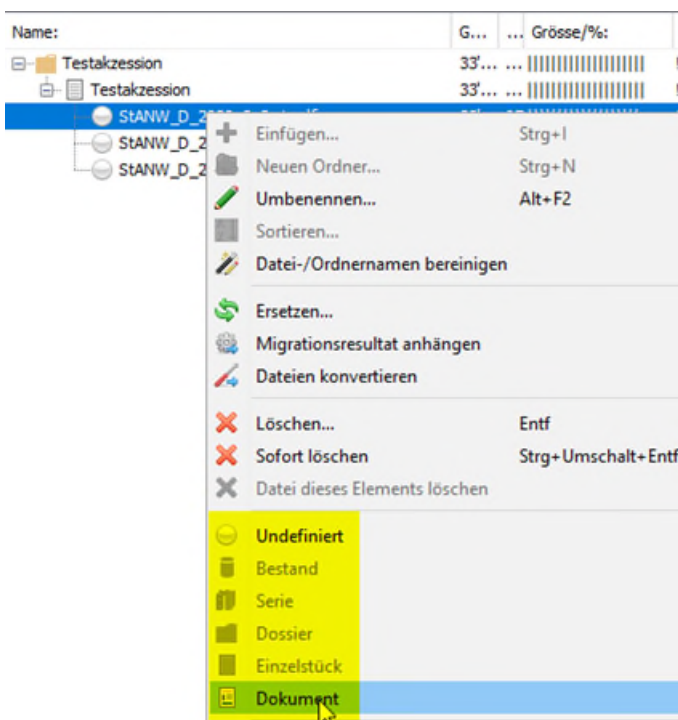 Name: G... ... Grösse/%:
Testakzession 33'... ...
Testakzession 33'... ...
StANW_D_2
StANW_D_2
StANW_D_2
Einfügen... Strg+I
Neuen Ordner... Strg+N
Umbenennen... Alt+F2
Sortieren...
Datei-/Ordnernamen bereinigen
Ersetzen...
Migrationsresultat anhängen
Dateien konvertieren
Löschen... Entf
Sofort löschen Strg+Umschalt+Entf
Datei dieses Elements löschen
Undefiniert
Bestand
Serie
Dossier
Einzelstück
Dokument